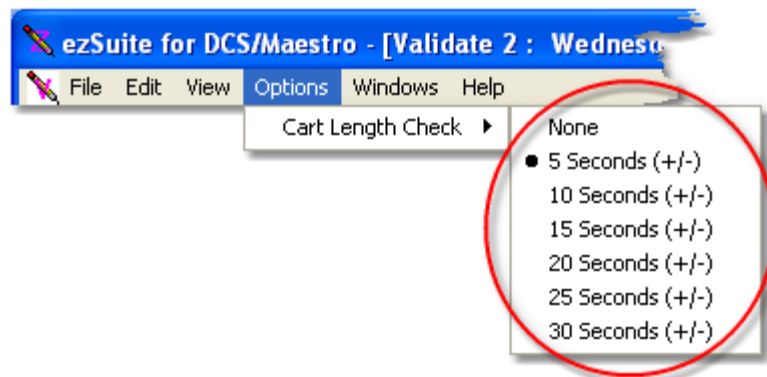 ezSuite for DCS/Maestro - [Validate 2 : Wednesd
File Edit View Options Windows Help
Cart Length Check
None
5 Seconds (+/-)
10 Seconds (+/-)
15 Seconds (+/-)
20 Seconds (+/-)
25 Seconds (+/-)
30 Seconds (+/-)